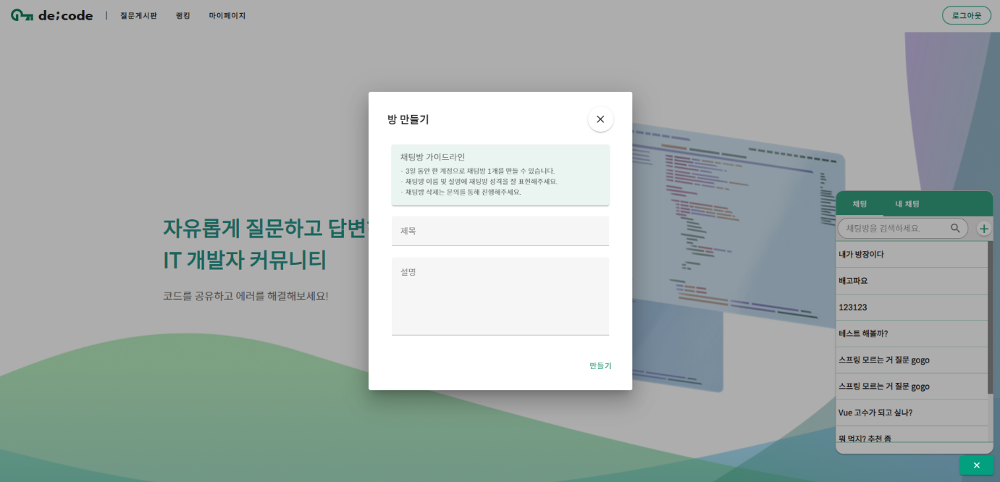 de;code | 질문게시판 랭킹 마이페이지 로그아웃
자유롭게 질문하고 답변
IT 개발자 커뮤니티
코드를 공유하고 에러를 해결해보세요!
방 만들기
채팅방 가이드라인
· 3일 동안 한 계정으로 채팅방 1개를 만들 수 있습니다.
· 채팅방 이름 및 설명에 채팅방 성격을 잘 표현해주세요.
· 채팅방 삭제는 문의를 통해 진행해주세요.
제목
설명
만들기
채팅 내 채팅
채팅방을 검색하세요.
내가 방장이다
배고파요
123123
테스트 해볼까?
스프링 모르는 거 질문 gogo
스프링 모르는 거 질문 gogo
Vue 고수가 되고 싶나?
뭐 먹지? 추천 좀